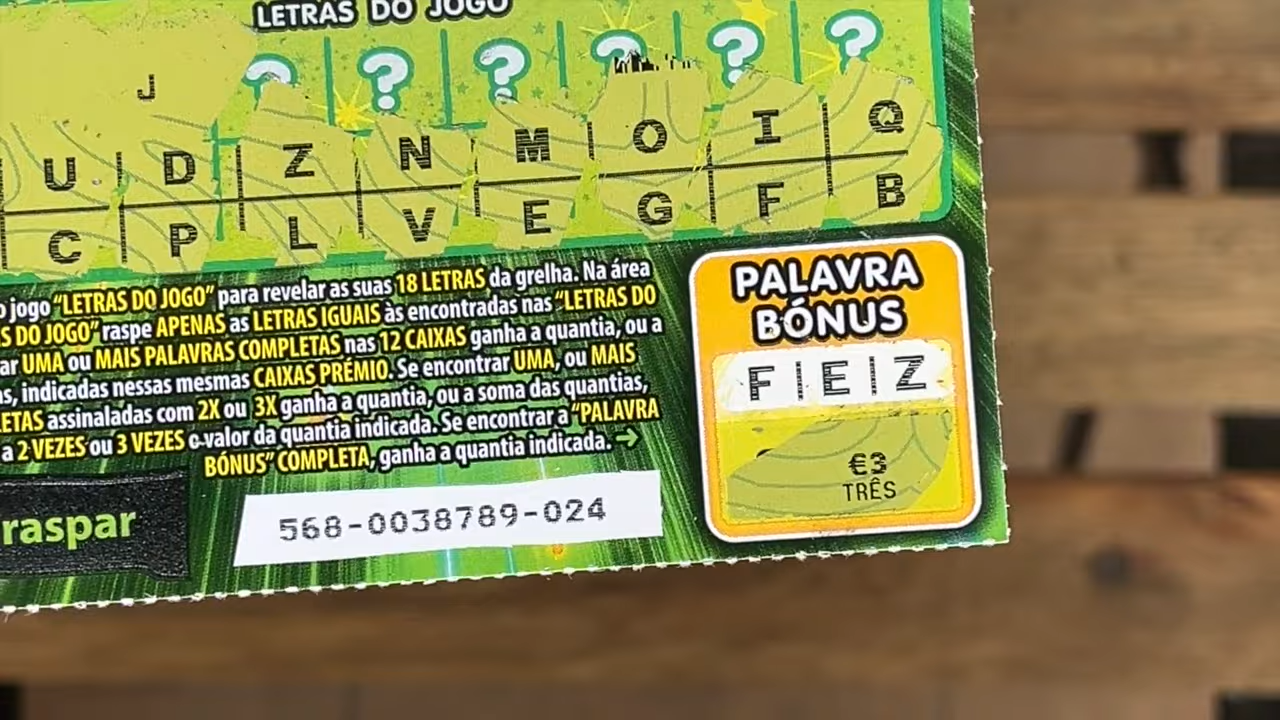 LETRAS DO JOGO
? ? ? ? ? ?
J
U D Z N M O I Q
C P L V E G F B
jogo "LETRAS DO JOGO" para revelar as suas 18 LETRAS da grelha. Na área
DO JOGO" raspe APENAS as LETRAS IGUAIS às encontradas nas "LETRAS DO
UMA ou MAIS PALAVRAS COMPLETAS nas 12 CAIXAS ganha a quantia, ou a
indicadas nessas mesmas CAIXAS PRÉMIO. Se encontrar UMA, ou MAIS
assinaladas com 2X ou 3X ganha a quantia, ou a soma das quantias,
a 2 VEZES ou 3 VEZES o valor da quantia indicada. Se encontrar a "PALAVRA
BÓNUS" COMPLETA, ganha a quantia indicada.
raspar
568-0038789-024
PALAVRA
BÓNUS
F E Z
€3
TRÊS